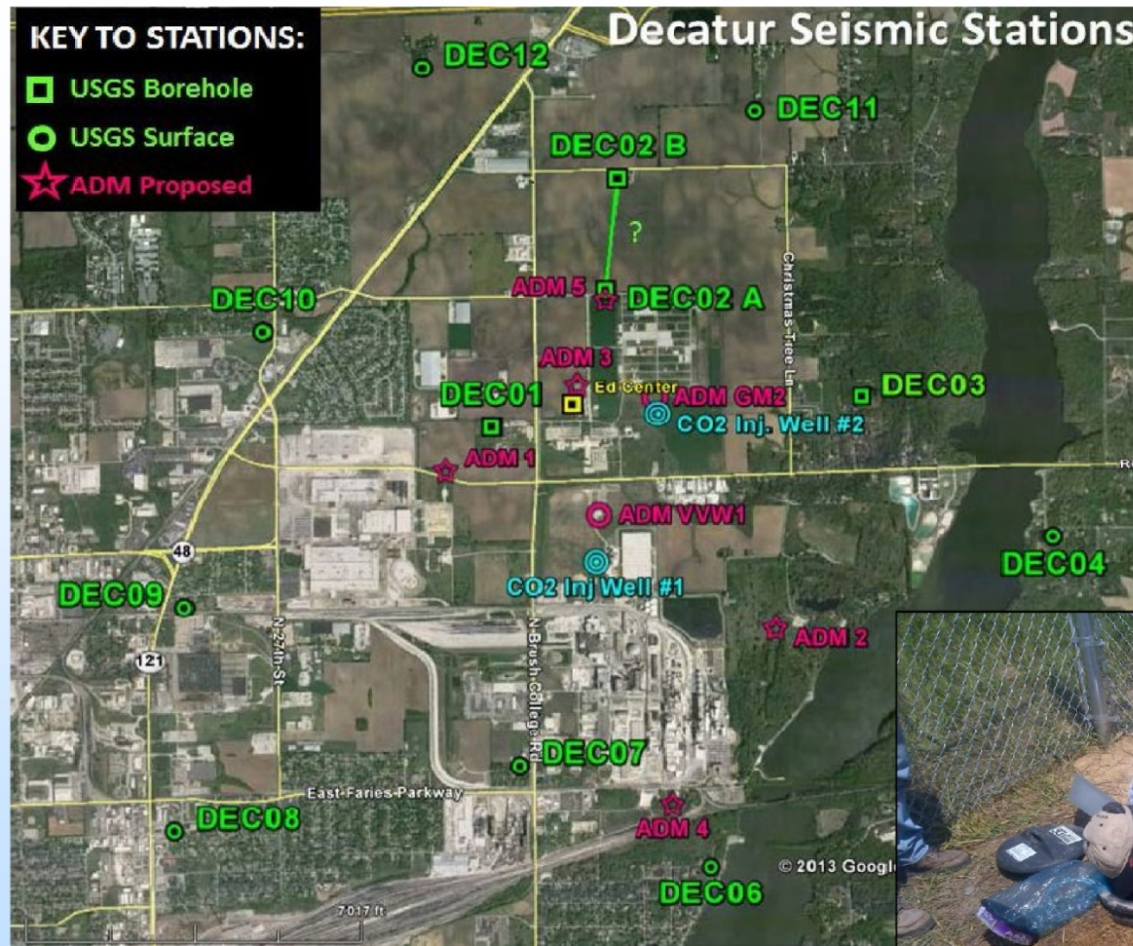 Decatur Seismic Stations
KEY TO STATIONS:
USGS Borehole
USGS Surface
ADM Proposed
DEC12
DEC11
DEC02 B
?
Christmas Tree Ln
ADM 5
DEC02 A
DEC10
ADM 3
Ed Center
DEC01
ADM GM2
DEC03
CO2 Inj. Well #2
ADM 1
ADM VVW1
48
DEC04
CO2 Inj Well #1
DEC09
N 27th St
N Brush College Rd
ADM 2
121
DEC07
East Faries Parkway
DEC08
ADM 4
© 2013 Google
DEC06
7017 ft